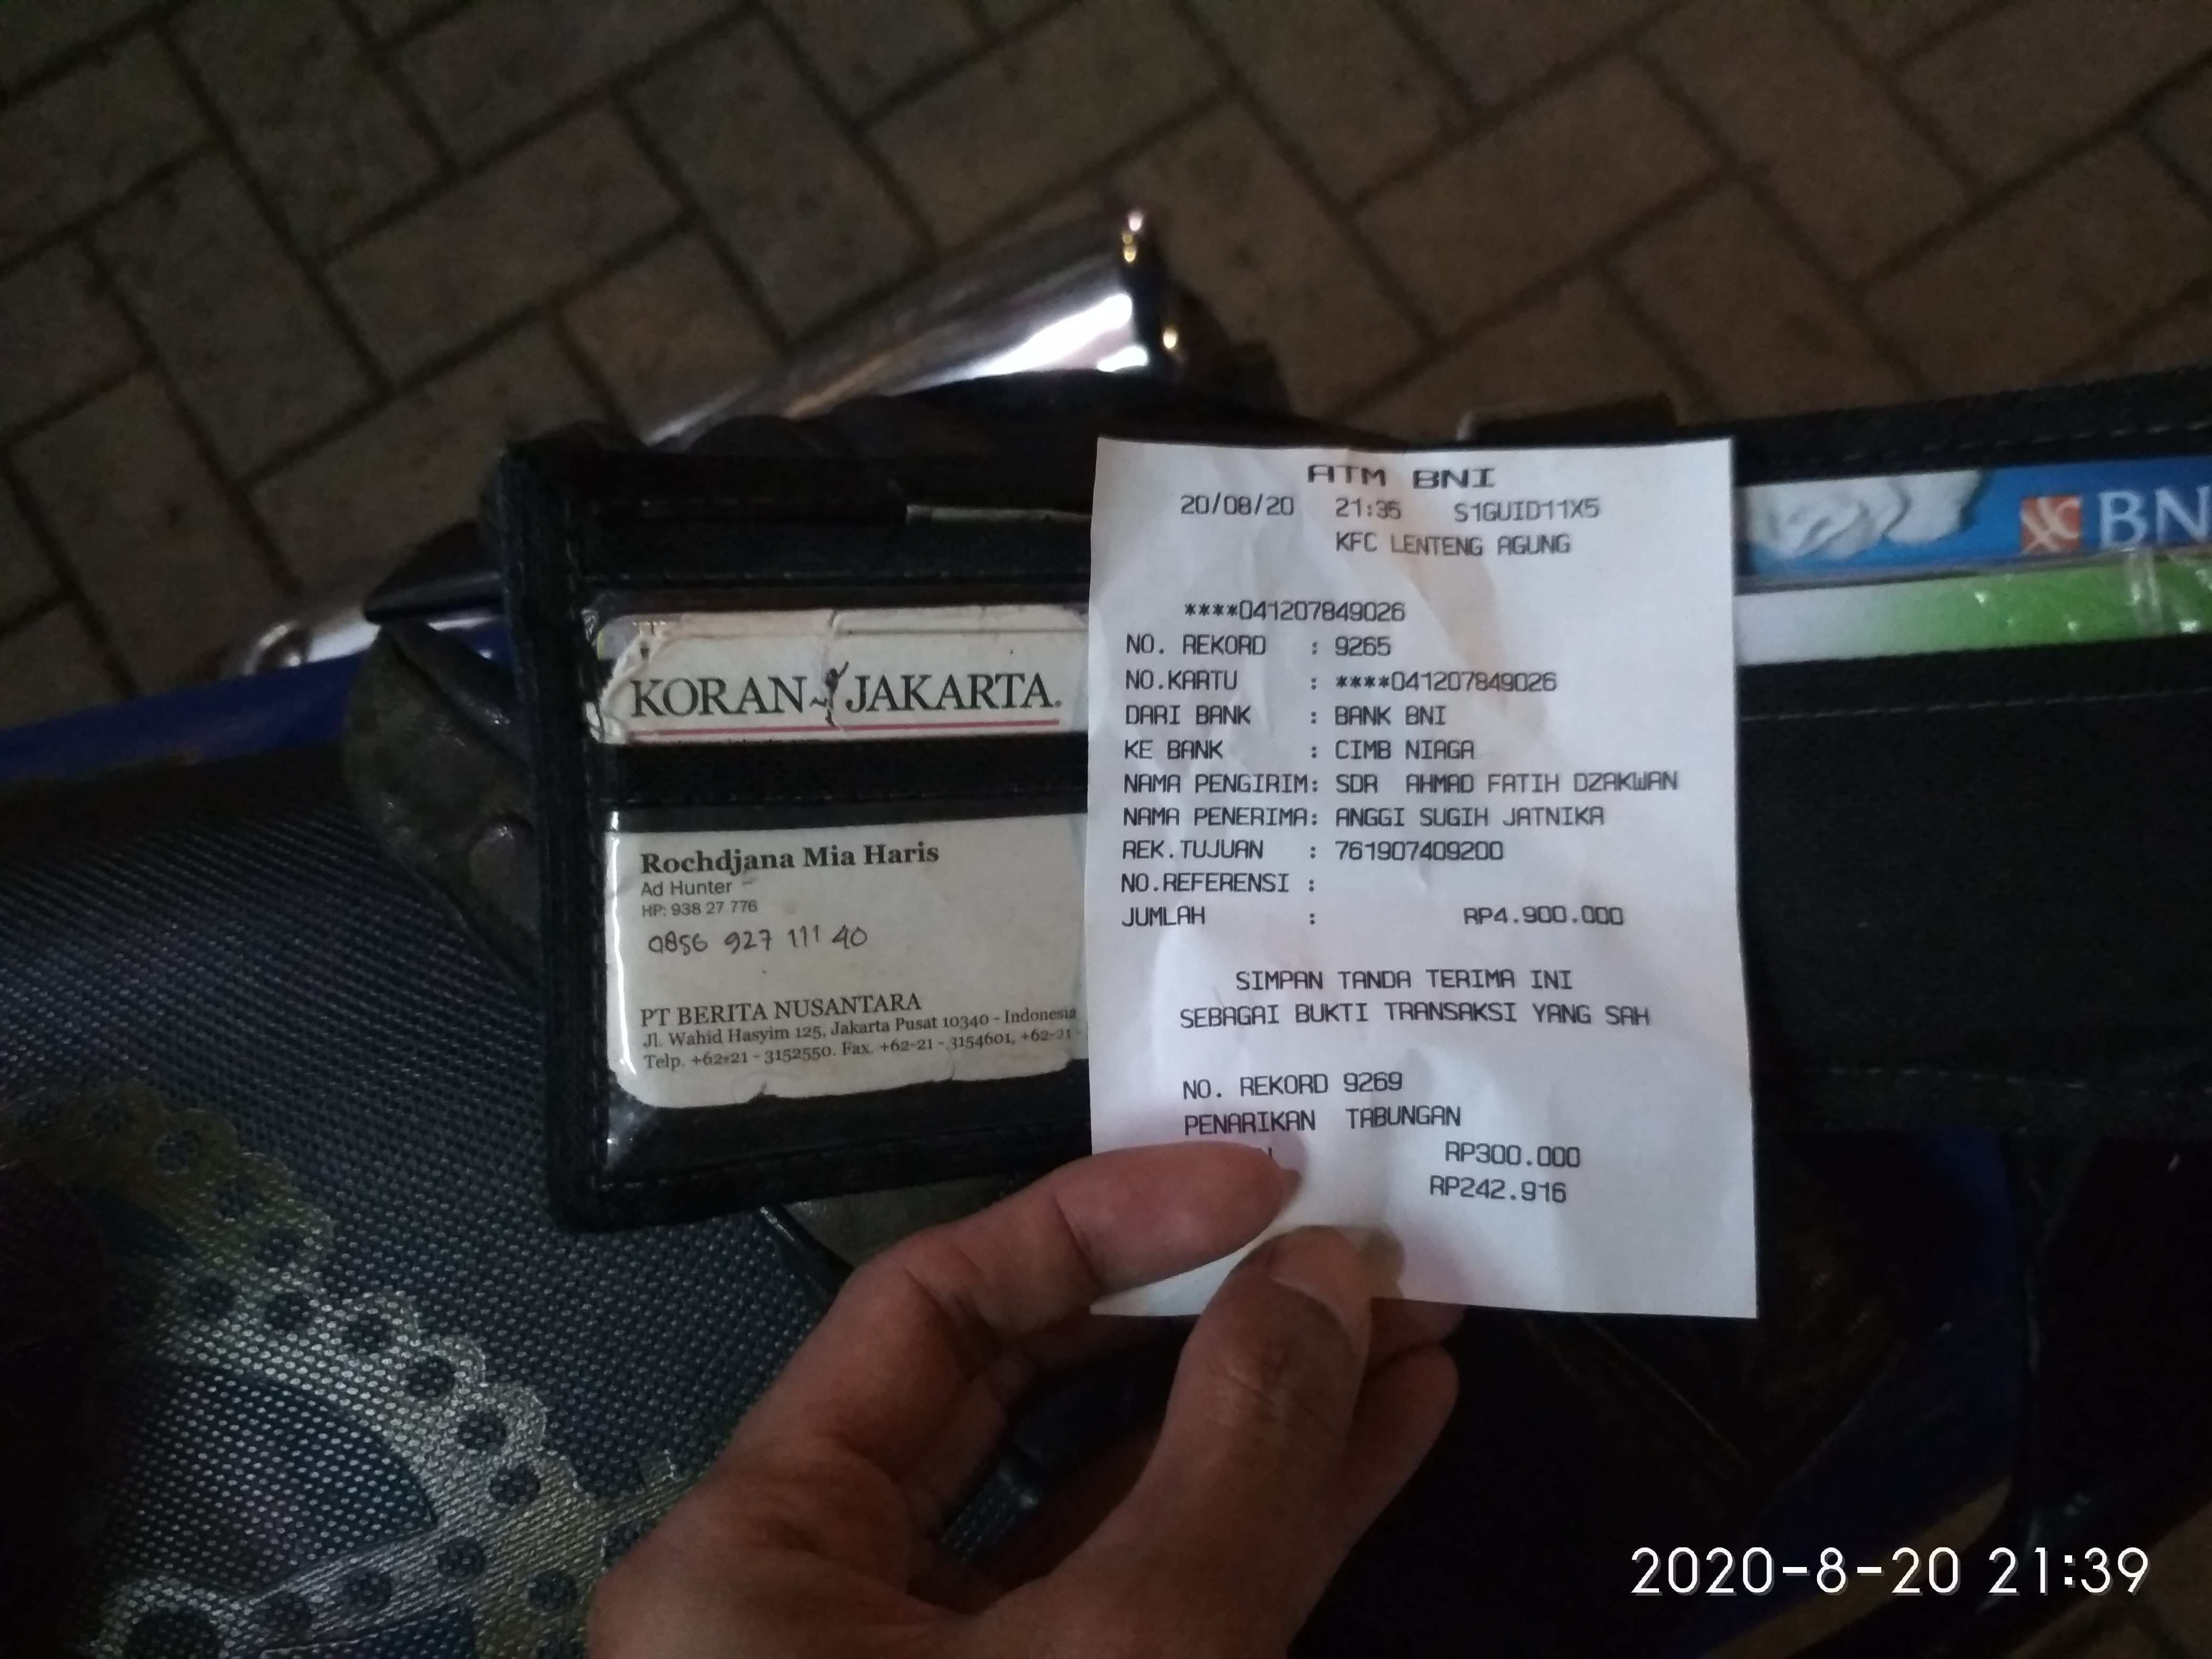 ATM BNI
20/08/20 21:35 S1GUID11X5
KFC LENTENG AGUNG
****041207849026
NO. REKORD : 9265
NO.KARTU : ****041207849026
DARI BANK : BANK BNI
KE BANK : CIMB NIAGA
NAMA PENGIRIM: SDR AHMAD FATIH DZAKWAN
NAMA PENERIMA: ANGGI SUGIH JATNIKA
REK.TUJUAN : 761907409200
NO.REFERENSI :
JUMLAH : RP4.900.000
SIMPAN TANDA TERIMA INI
SEBAGAI BUKTI TRANSAKSI YANG SAH
NO. REKORD 9269
PENARIKAN TABUNGAN
RP300.000
RP242.916
KORAN JAKARTA.
Rochdjana Mia Haris
Ad Hunter
HP: 938 27 776
0856 927 111 40
PT BERITA NUSANTARA
Jl. Wahid Hasyim 125, Jakarta Pusat 10340 - Indonesia
Telp. +62-21 - 3152550. Fax. +62-21 - 3154601, +62-21 -
BN
2020-8-20 21:39